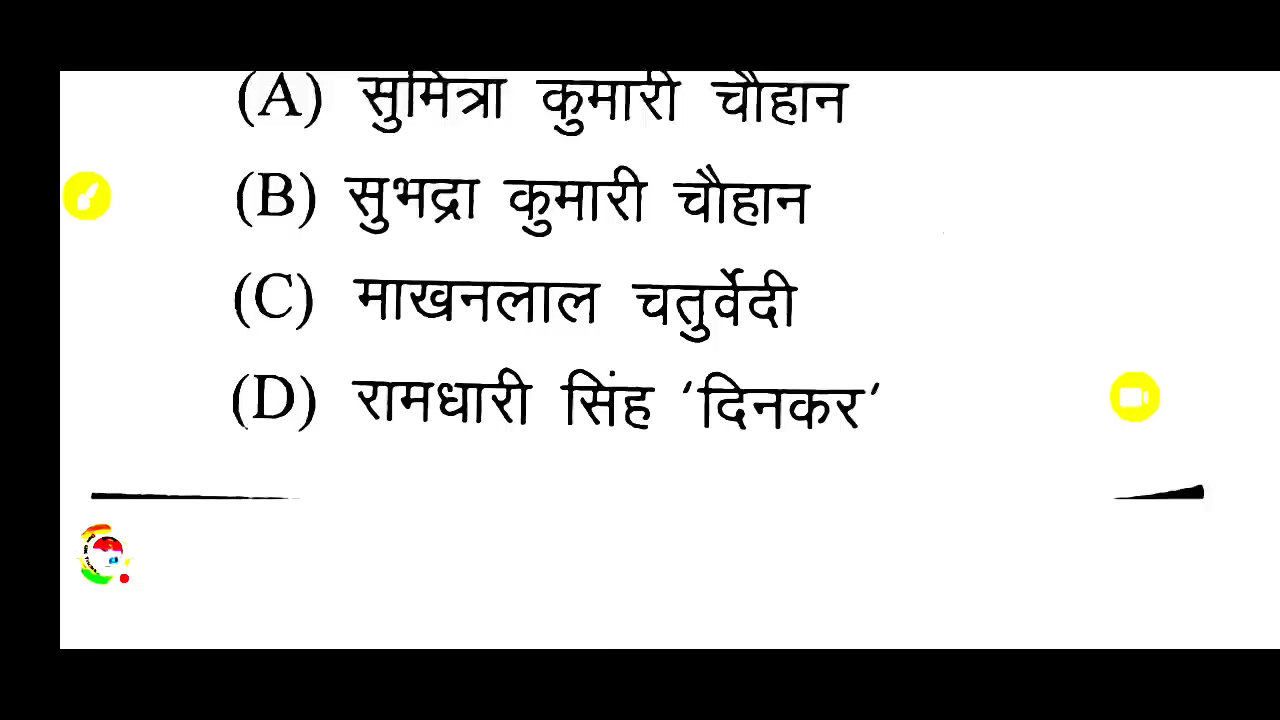 (A) सुमित्रा कुमारी चौहान
(B) सुभद्रा कुमारी चौहान
(C) माखनलाल चतुर्वेदी
(D) रामधारी सिंह ‘दिनकर’